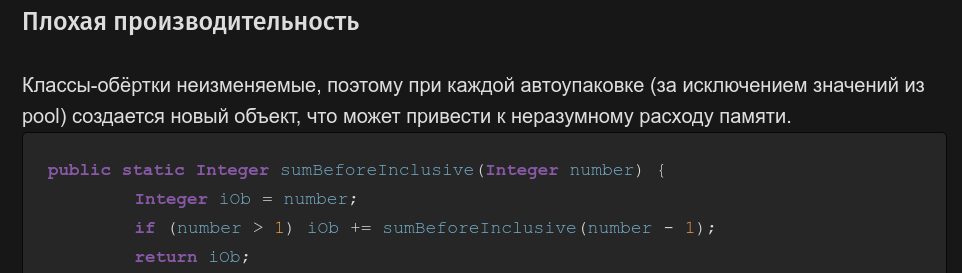 Плохая производительность
Классы-обёртки неизменяемые, поэтому при каждой автоупаковке (за исключением значений из
pool) создается новый объект, что может привести к неразумному расходу памяти.
public static Integer sumBeforeInclusive(Integer number) {
Integer iOb = number;
if (number > 1) iOb += sumBeforeInclusive(number - 1);
return iOb;